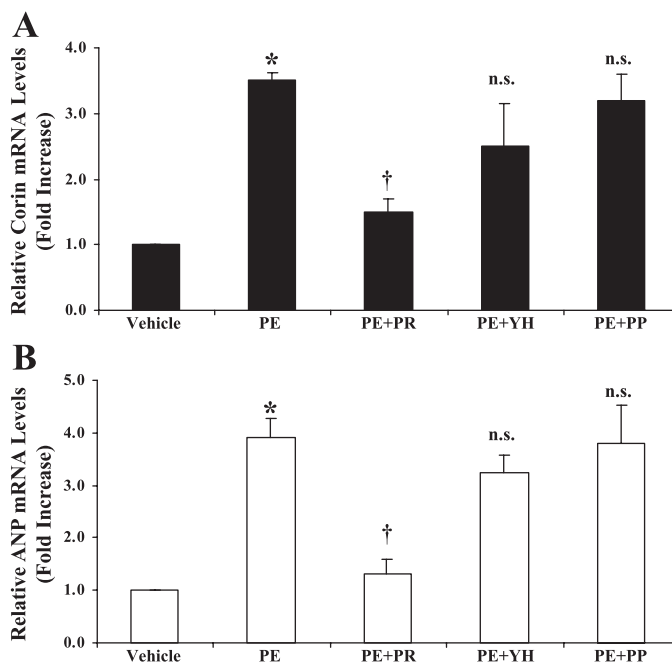 A
Relative Corin mRNA Levels
(Fold Increase)
4.0
3.0
2.0
1.0
0.0
*
†
n.s.
n.s.
Vehicle PE PE+PR PE+YH PE+PP
B
Relative ANP mRNA Levels
(Fold Increase)
5.0
4.0
3.0
2.0
1.0
0.0
*
†
n.s.
n.s.
Vehicle PE PE+PR PE+YH PE+PP